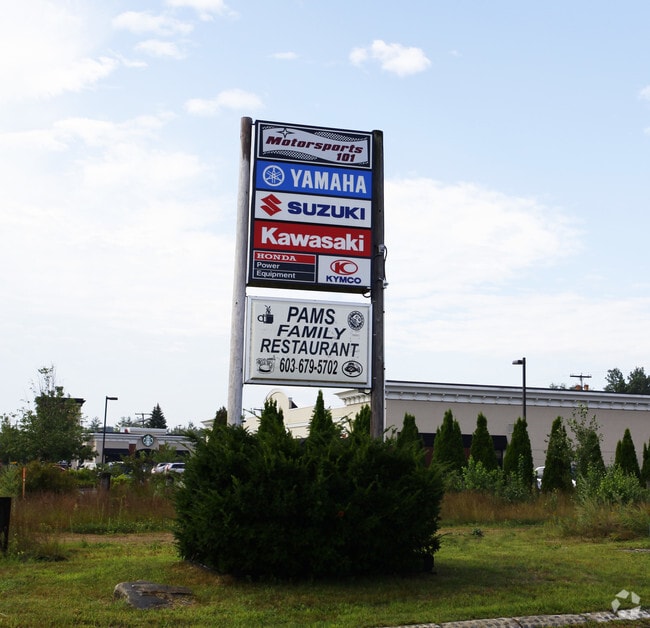 Motorsports
101
YAMAHA
SUZUKI
Kawasaki
HONDA
Power
Equipment
KYMCO
PAMS
FAMILY
RESTAURANT
603-679-5702